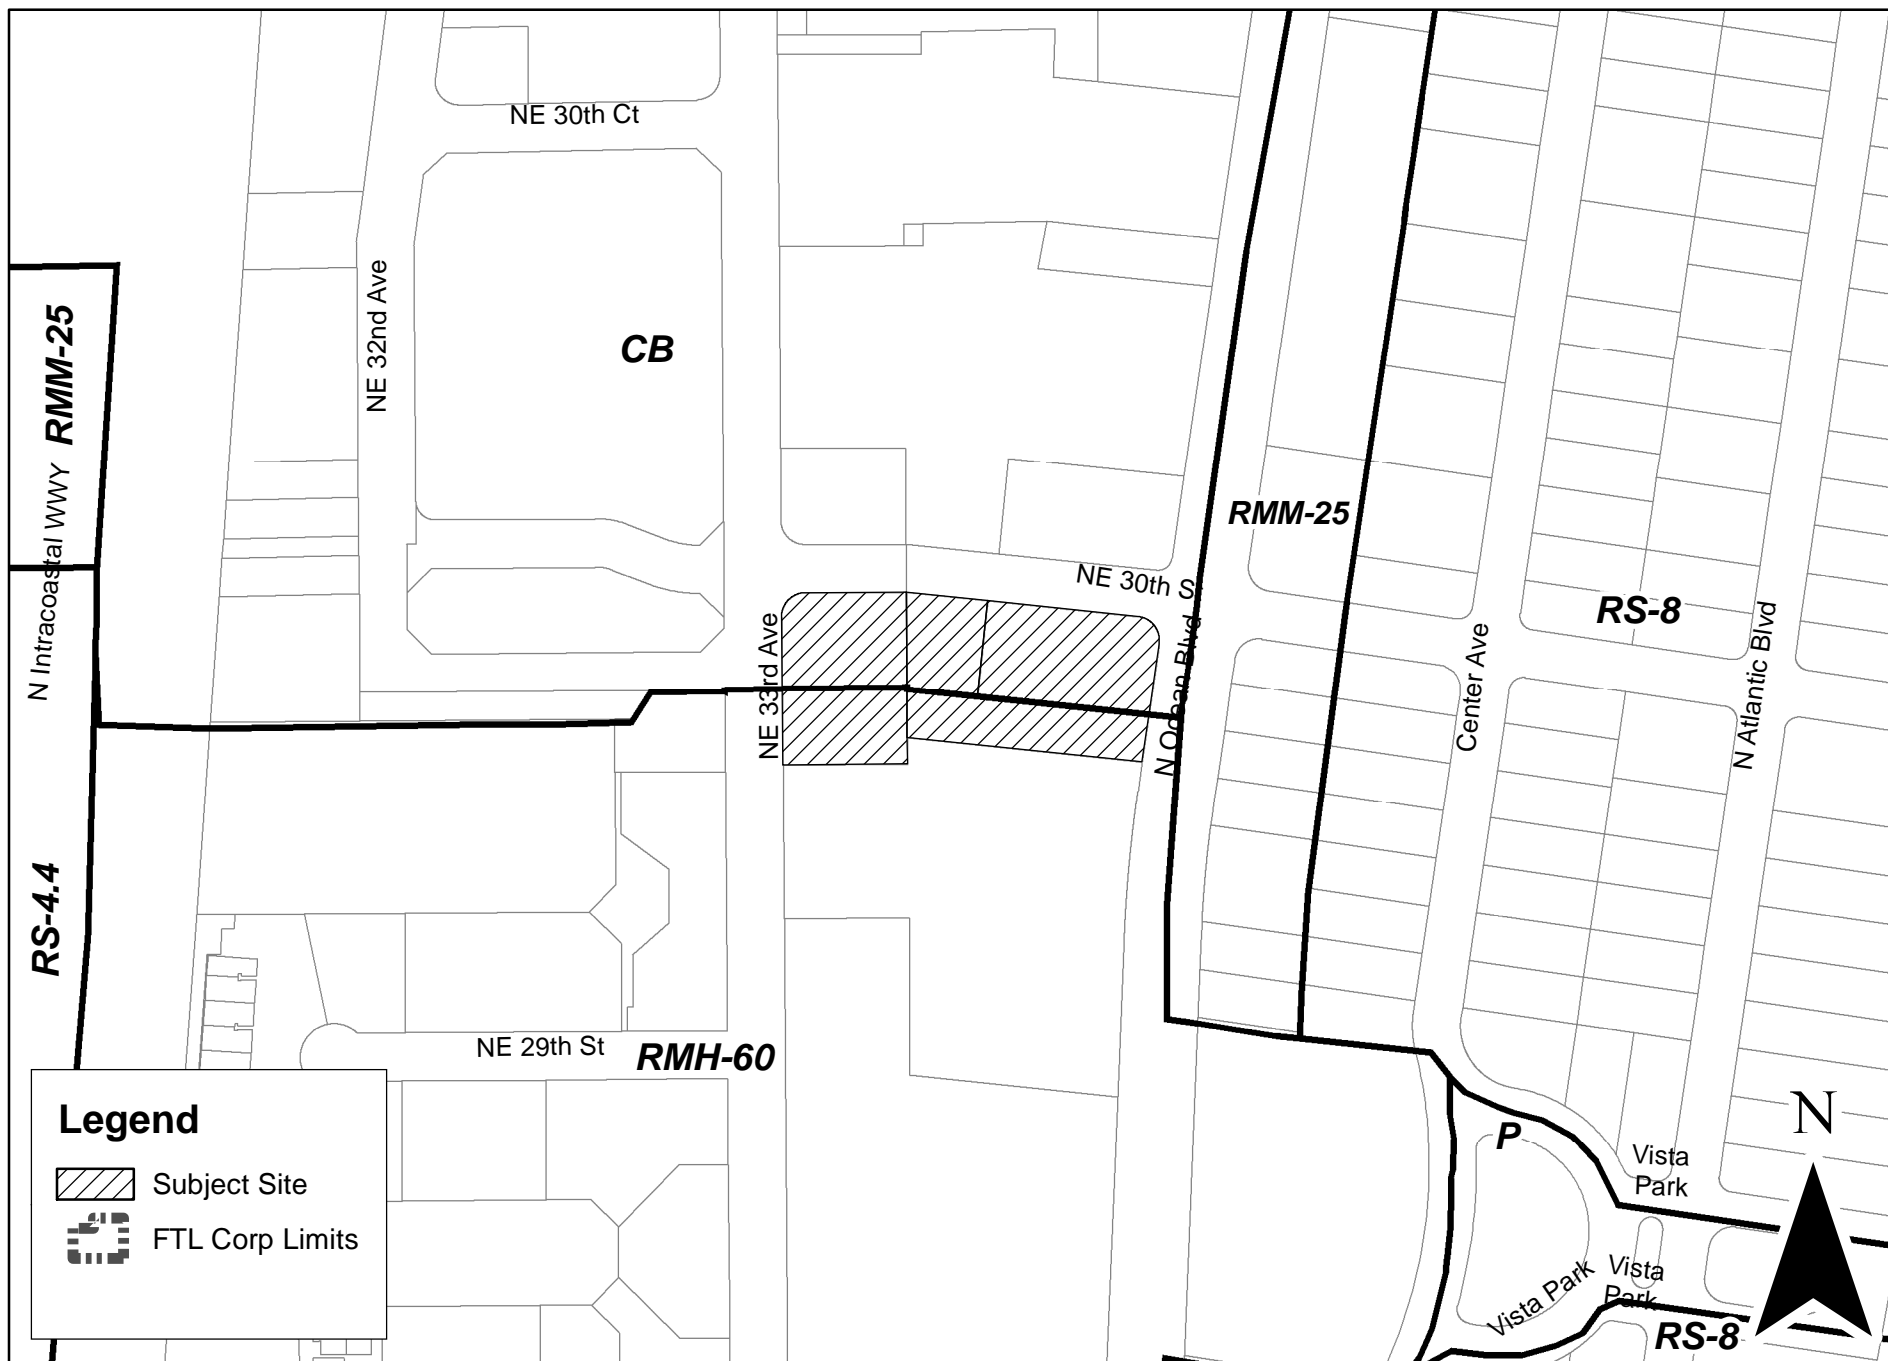 NE 30th Ct
NE 32nd Ave
CB
RMM-25
N Intracoastal WWY
RMM-25
NE 30th S
RS-8
NE 33rd Ave
N Ocean Blvd
Center Ave
N Atlantic Blvd
RS-4.4
NE 29th St
RMH-60
P
N
Vista
Park
Vista
Park
Vista Park
RS-8
Legend
Subject Site
FTL Corp Limits